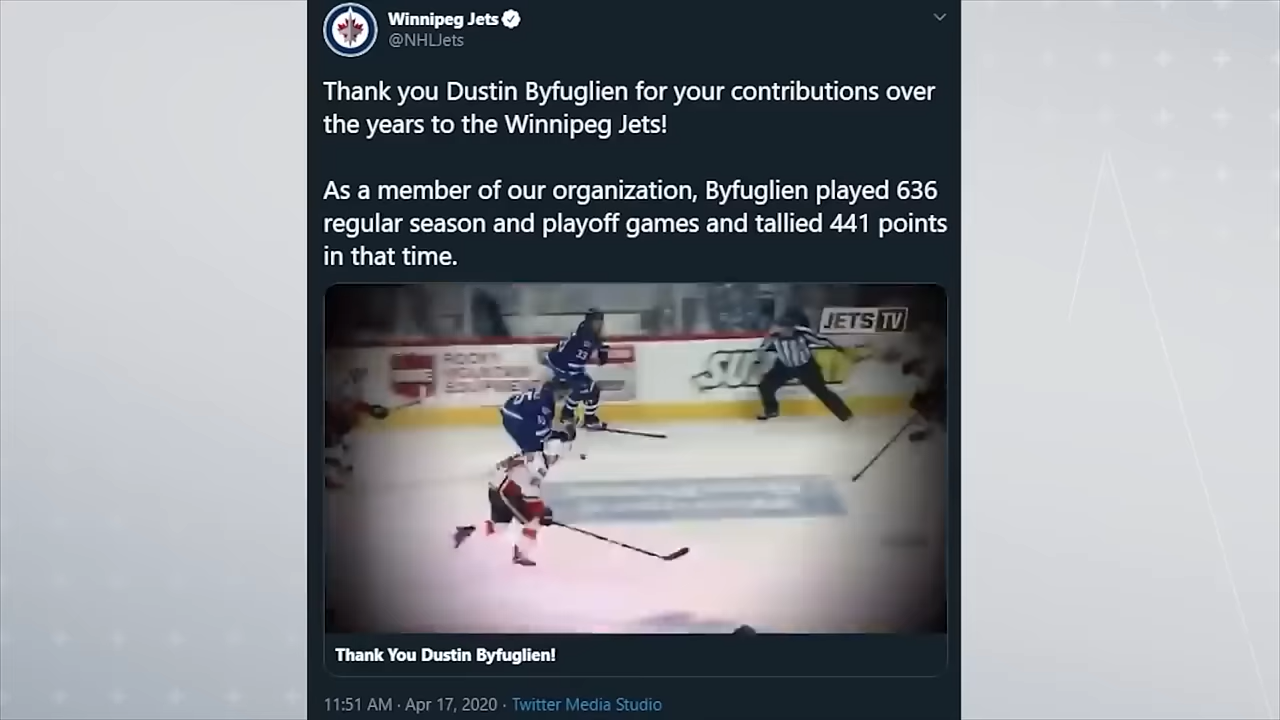 Winnipeg Jets
@NHLJets
Thank you Dustin Byfuglien for your contributions over
the years to the Winnipeg Jets!
As a member of our organization, Byfuglien played 636
regular season and playoff games and tallied 441 points
in that time.
JETS TV
33
Thank You Dustin Byfuglien!
11:51 AM · Apr 17, 2020 · Twitter Media Studio